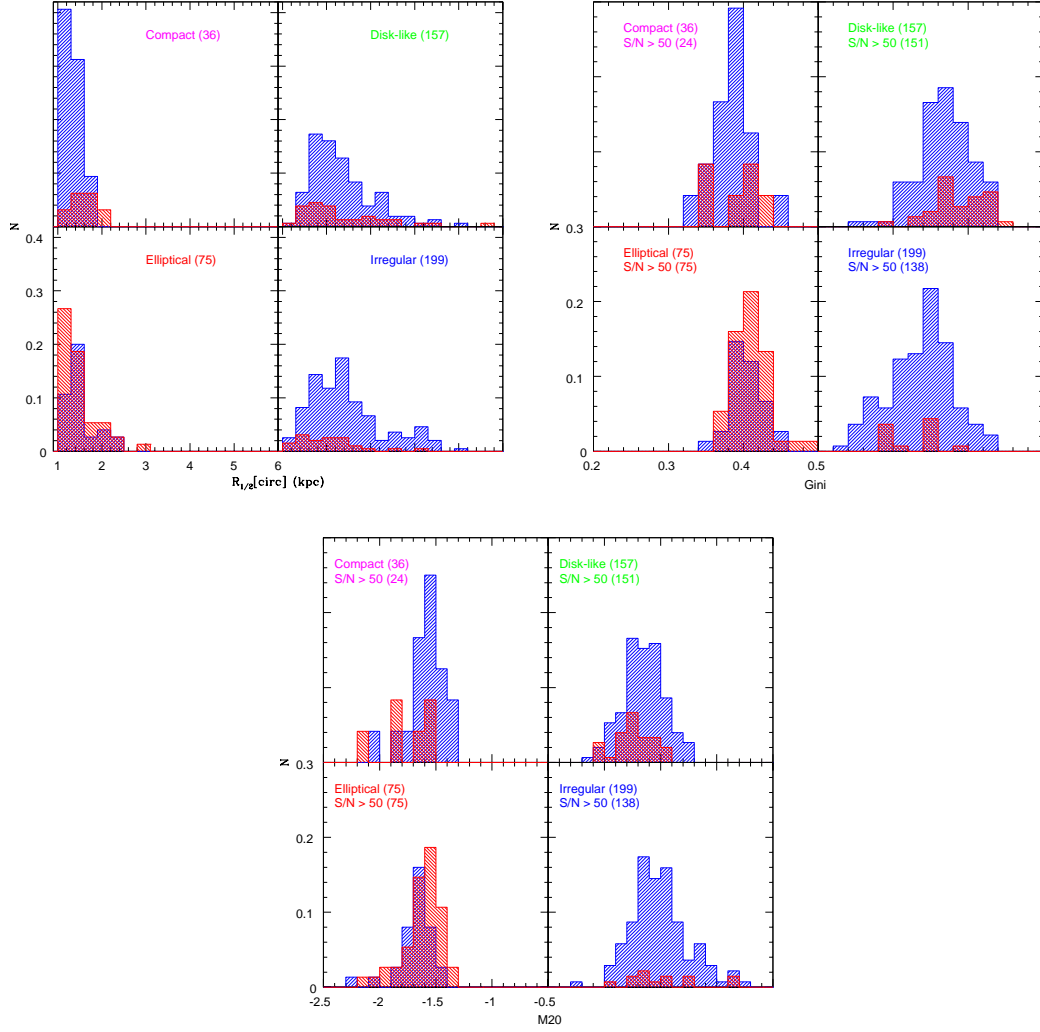 Compact (36)
Disk-like (157)
N
0.4
Elliptical (75)
Irregular (199)
0.3
0.2
0.1
0
1 2 3 4 5 6
R1/2[circ] (kpc)
Compact (36)
S/N > 50 (24)
Disk-like (157)
S/N > 50 (151)
N
0.3
Elliptical (75)
S/N > 50 (75)
Irregular (199)
S/N > 50 (138)
0.2
0.1
0
0.2 0.3 0.4 0.5
Gini
Compact (36)
S/N > 50 (24)
Disk-like (157)
S/N > 50 (151)
N
0.3
Elliptical (75)
S/N > 50 (75)
Irregular (199)
S/N > 50 (138)
0.2
0.1
0
-2.5 -2 -1.5 -1 -0.5
M20